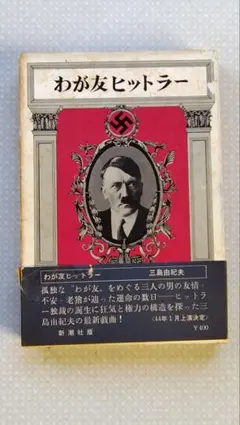 わが友ヒットラー
わが友ヒットラー 三島由紀夫
孤独な〝わが友〟をめぐる三人の男の友情・
不安・老獪が辿った運命の数日――ヒットラ
ー独裁の誕生に狂気と権力の構造を探った三
島由紀夫の最新戯曲！ 〈44年1月上演決定〉
新潮社版 ￥400